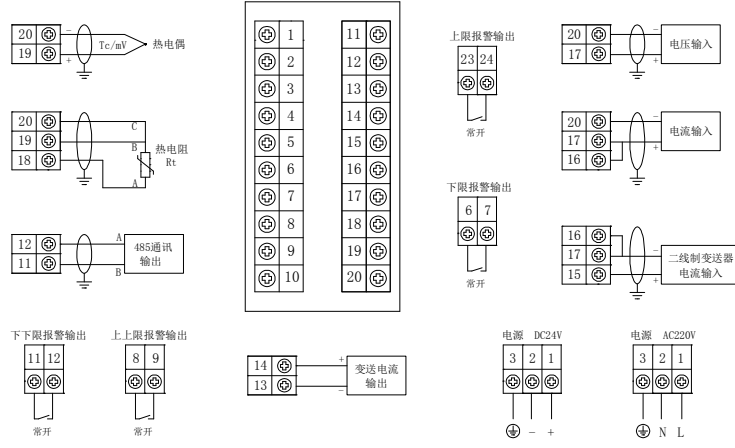 20
19
－
Tc/mV
+
热电偶
20
19
18
C
B
A
热电阻
Rt
12
11
A
B
485通讯
输出
下下限报警输出
11 12
常开
上上限报警输出
8 9
常开
1 11
2 12
3 13
4 14
5 15
6 16
7 17
8 18
9 19
10 20
14
13
+
－
变送电流
输出
上限报警输出
23 24
常开
下限报警输出
6 7
常开
20
17
－
+
电压输入
20
17
16
－
+
电流输入
16
17
15
－
+
二线制变送器
电流输入
电源 DC24V
3 2 1
－ +
电源 AC220V
3 2 1
N L